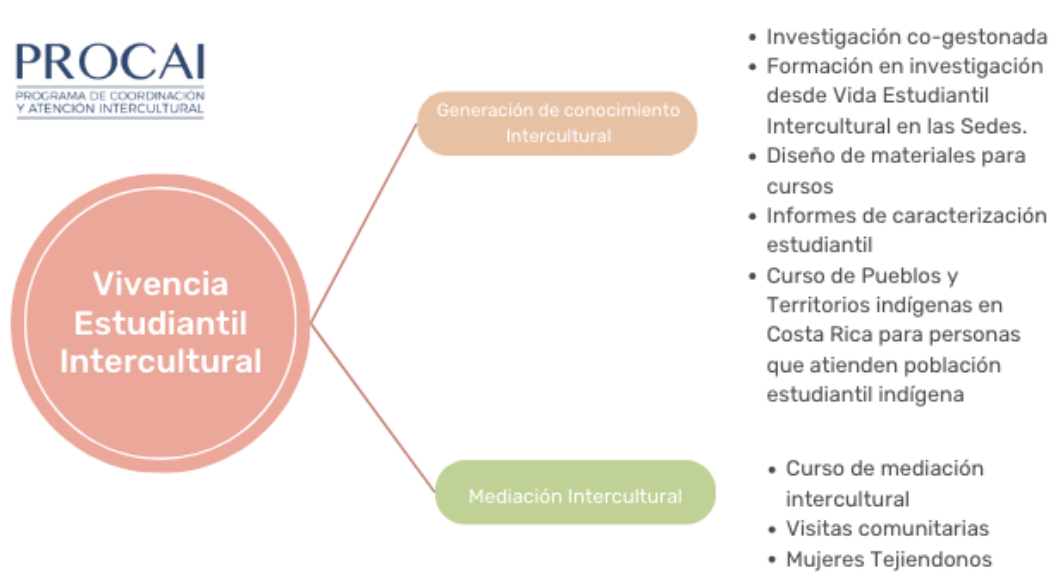 PROCAI
PROGRAMA DE COORDINACIÓN
Y ATENCIÓN INTERCULTURAL
Vivencia
Estudiantil
Intercultural
Generación de conocimiento
Intercultural
• Investigación co-gestonada
• Formación en investigación
desde Vida Estudiantil
Intercultural en las Sedes.
• Diseño de materiales para
cursos
• Informes de caracterización
estudiantil
• Curso de Pueblos y
Territorios indígenas en
Costa Rica para personas
que atienden población
estudiantil indígena
Mediación Intercultural
• Curso de mediación
intercultural
• Visitas comunitarias
• Mujeres Tejiendonos